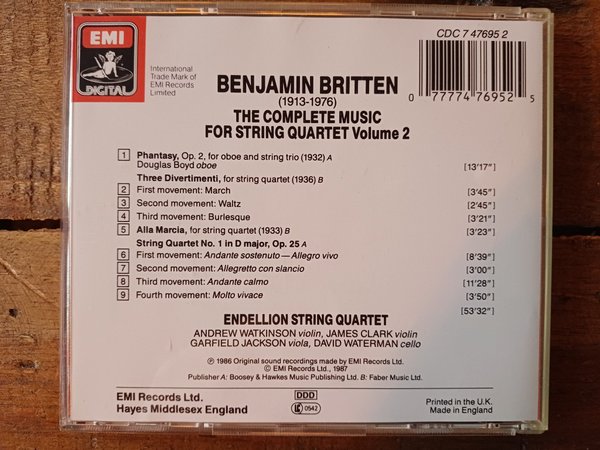 EMI
DIGITAL
International
Trade Mark of
EMI Records
Limited
CDC 7 47695 2
0 77774 76952 5
BENJAMIN BRITTEN
(1913-1976)
THE COMPLETE MUSIC
FOR STRING QUARTET Volume 2
1 Phantasy, Op. 2, for oboe and string trio (1932) A
Douglas Boyd oboe [13'17"]
Three Divertimenti, for string quartet (1936) B
2 First movement: March [3'45"]
3 Second movement: Waltz [2'45"]
4 Third movement: Burlesque [3'21"]
5 Alla Marcia, for string quartet (1933) B [3'23"]
String Quartet No. 1 in D major, Op. 25 A
6 First movement: Andante sostenuto — Allegro vivo [8'39"]
7 Second movement: Allegretto con slancio [3'00"]
8 Third movement: Andante calmo [11'28"]
9 Fourth movement: Molto vivace [3'50"]
[53'32"]
ENDELLION STRING QUARTET
ANDREW WATKINSON violin, JAMES CLARK violin
GARFIELD JACKSON viola, DAVID WATERMAN cello
℗ 1986 Original sound recordings made by EMI Records Ltd.
© EMI Records Ltd., 1987
Publisher A: Boosey & Hawkes Music Publishing Ltd. B: Faber Music Ltd.
EMI Records Ltd.
Hayes Middlesex England
DDD
LC 0542
Printed in the U.K.
Made in England